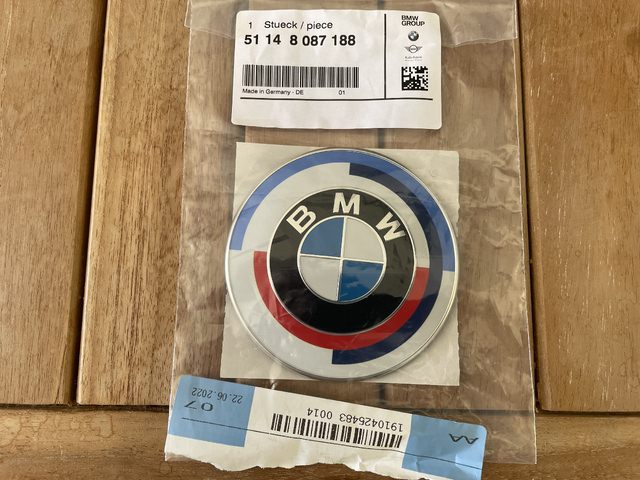 1 Stueck / piece
51 14 8 087 188
Made in Germany - DE 01
BMW
GROUP
BMW
22.06.2022
07
1910425483 0014
AA